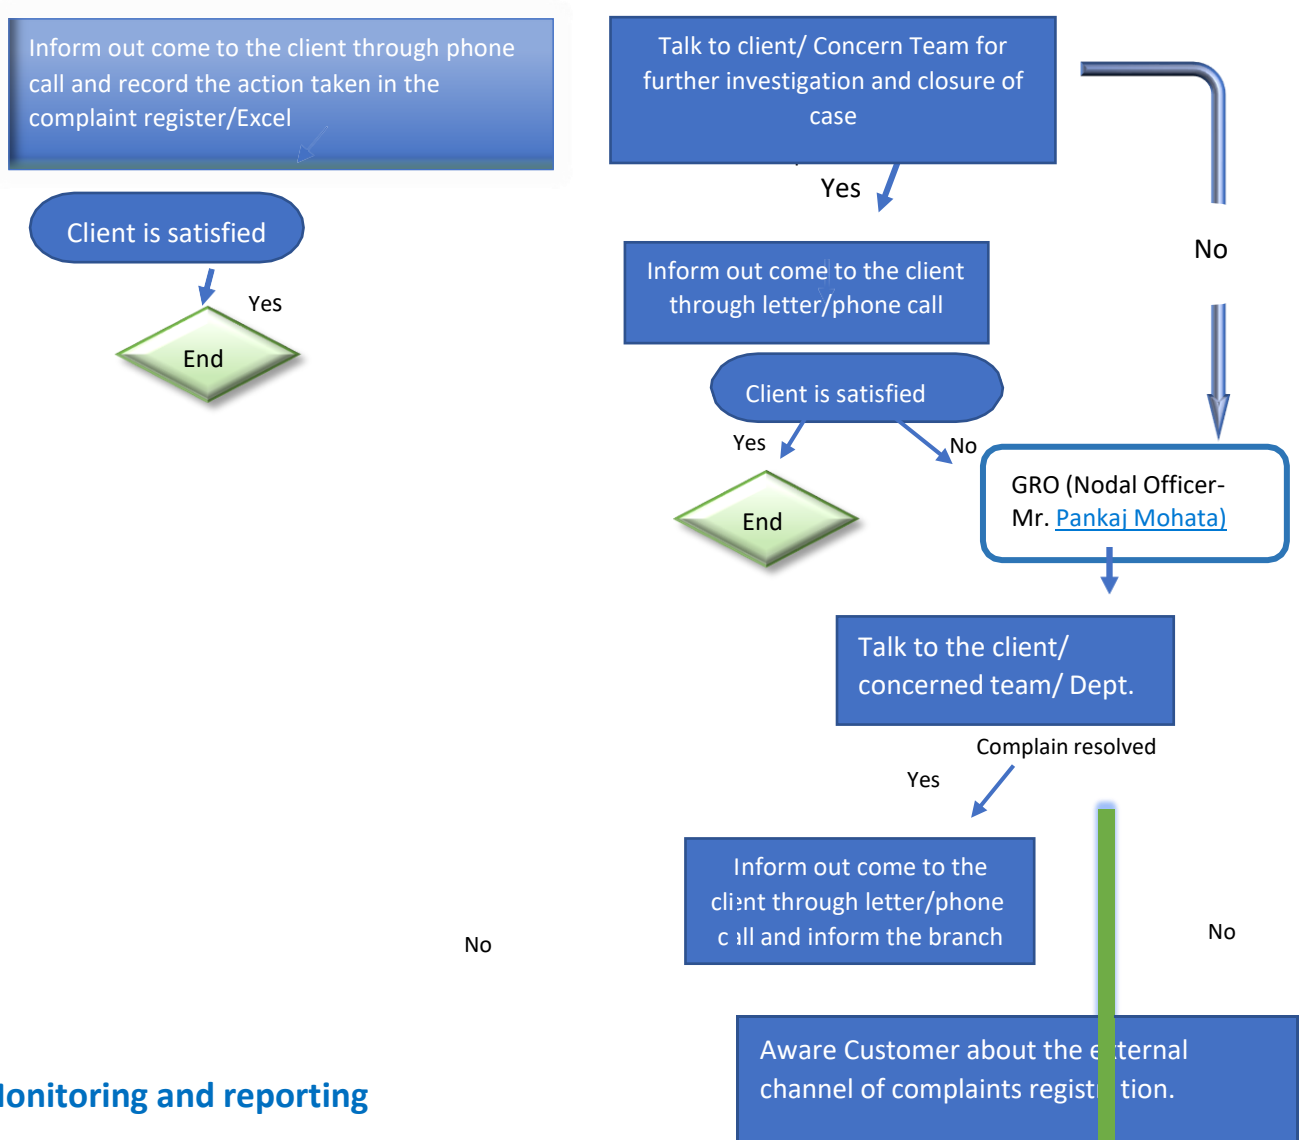 Inform out come to the client through phone
call and record the action taken in the
complaint register/Excel
Client is satisfied
Yes
End
Talk to client/ Concern Team for
further investigation and closure of
case
Yes
No
Inform out come to the client
through letter/phone call
Client is satisfied
Yes
No
End
GRO (Nodal Officer-
Mr. Pankaj Mohata)
Talk to the client/
concerned team/ Dept.
Complain resolved
Yes
Inform out come to the
client through letter/phone
call and inform the branch
No
No
Aware Customer about the external
channel of complaints registration.
onitoring and reporting